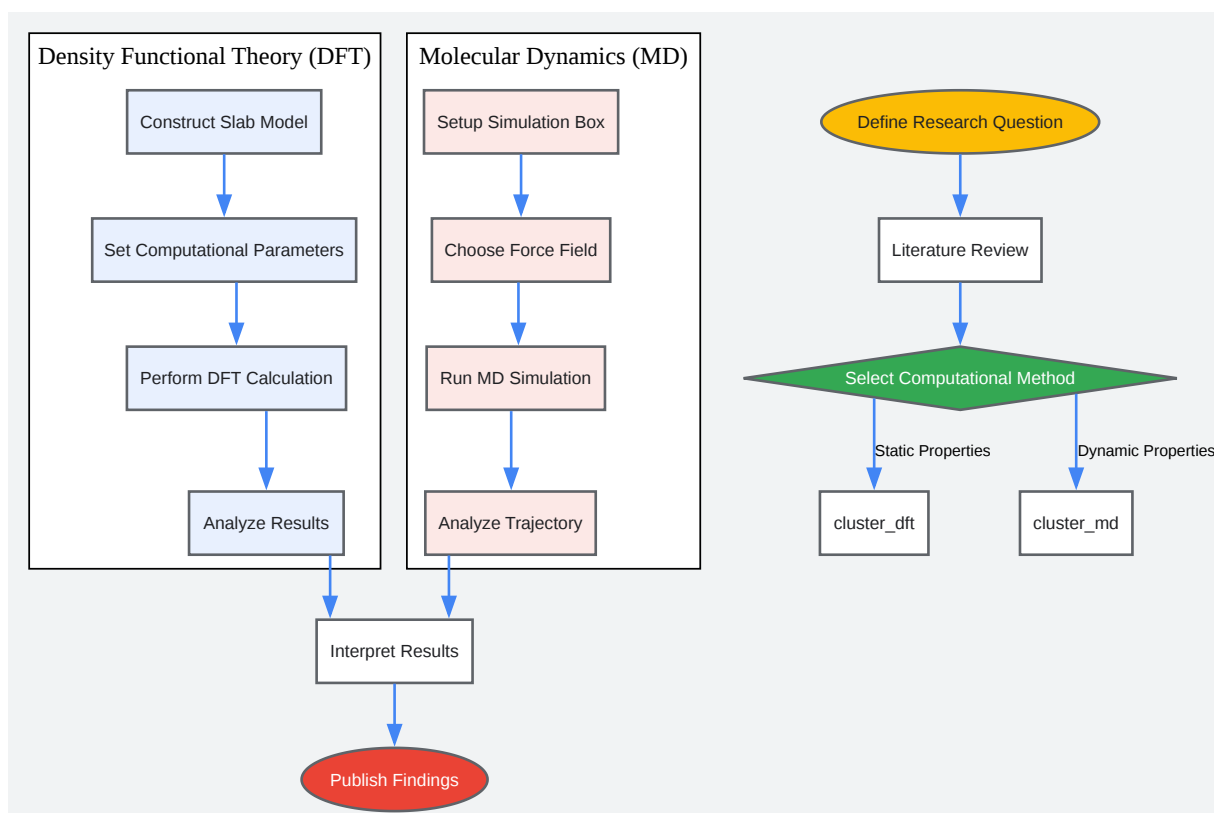 Density Functional Theory (DFT)
Construct Slab Model
Set Computational Parameters
Perform DFT Calculation
Analyze Results
Molecular Dynamics (MD)
Setup Simulation Box
Choose Force Field
Run MD Simulation
Analyze Trajectory
Interpret Results
Publish Findings
Define Research Question
Literature Review
Select Computational Method
Static Properties
Dynamic Properties
cluster_dft
cluster_md